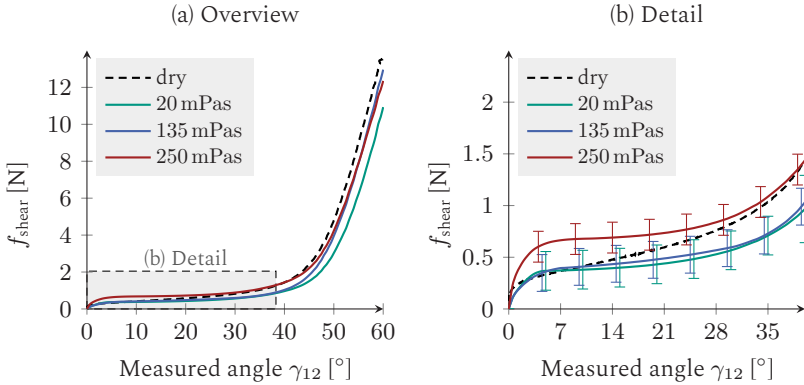 (a) Overview
f_shear [N]
12
10
8
6
4
2
0
dry
20 mPas
135 mPas
250 mPas
(b) Detail
0 10 20 30 40 50 60
Measured angle γ₁₂ [°]
(b) Detail
f_shear [N]
2
1.5
1
0.5
0
dry
20 mPas
135 mPas
250 mPas
0 7 14 21 28 35
Measured angle γ₁₂ [°]